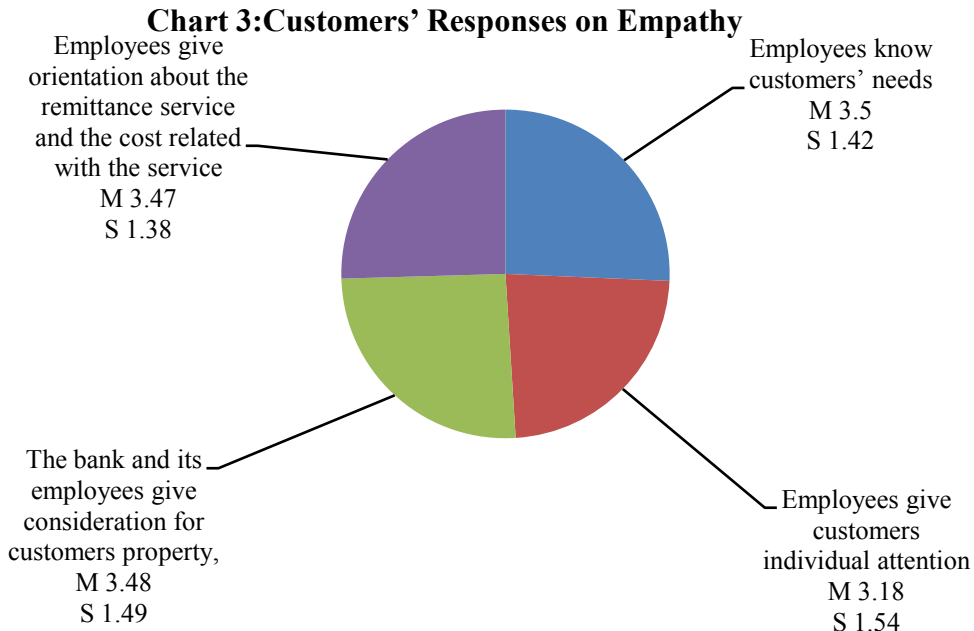 Chart 3:Customers’ Responses on Empathy
Employees give
orientation about the
remittance service
and the cost related
with the service
M 3.47
S 1.38
Employees know
customers’ needs
M 3.5
S 1.42
The bank and its
employees give
consideration for
customers property,
M 3.48
S 1.49
Employees give
customers
individual attention
M 3.18
S 1.54